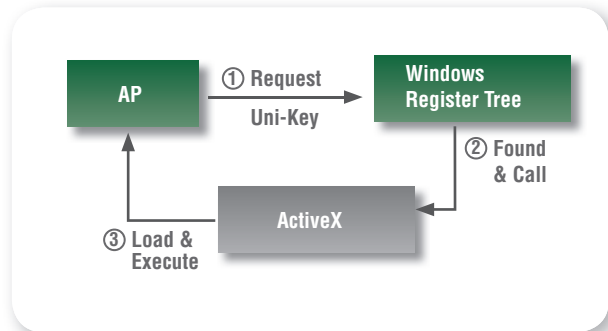 AP
① Request
Uni-Key
Windows
Register Tree
② Found
& Call
ActiveX
③ Load &
Execute